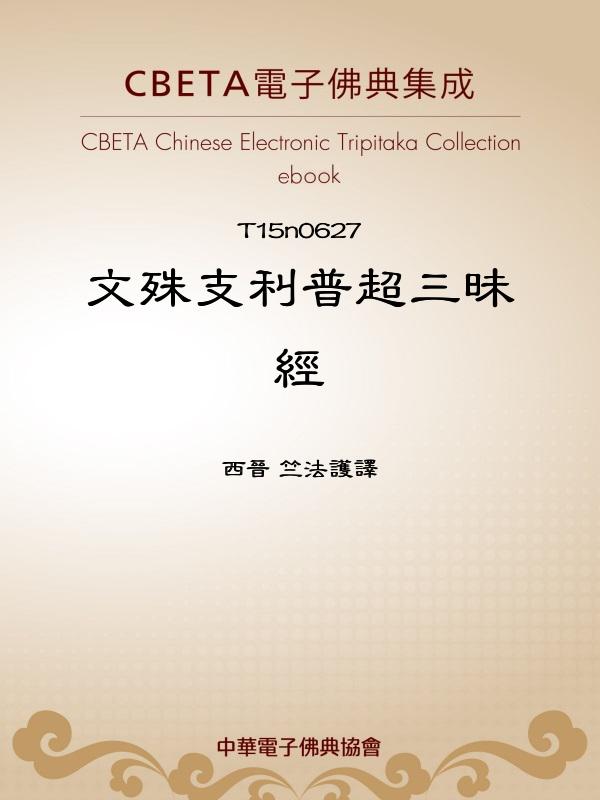 CBETA電子佛典集成
CBETA Chinese Electronic Tripitaka Collection
ebook
T15n0627
文殊支利普超三昧
經
西晉 竺法護譯
中華電子佛典協會